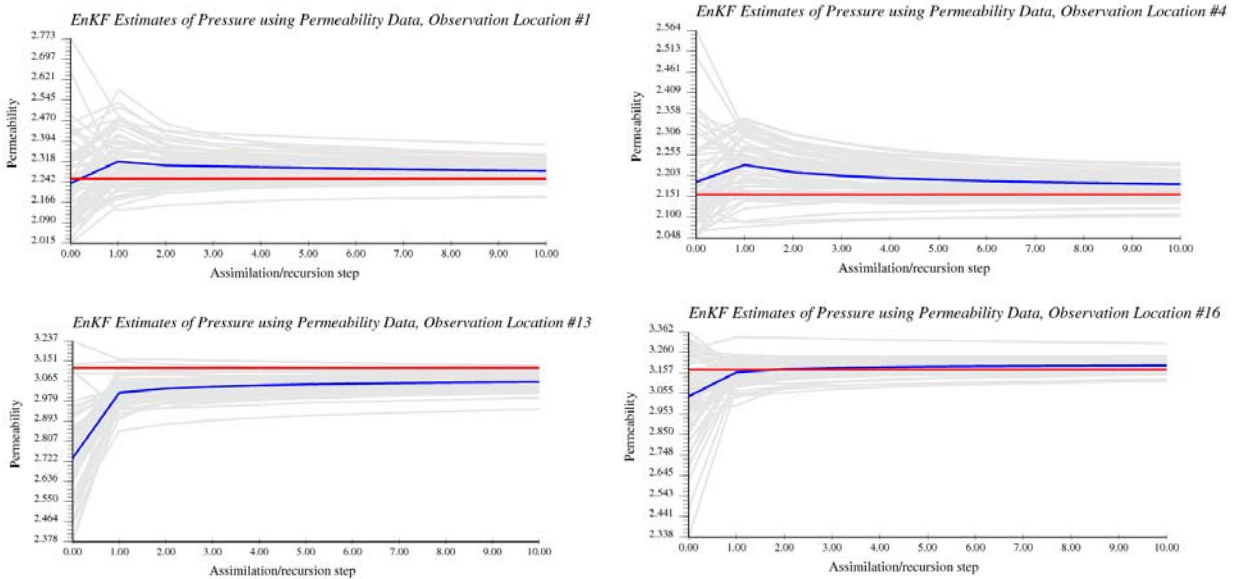 EnKF Estimates of Pressure using Permeability Data, Observation Location #1
2.773
2.697
2.621
2.545
2.470
2.394
2.318
2.242
2.166
2.090
2.015
Permeability
0.00 1.00 2.00 3.00 4.00 5.00 6.00 7.00 8.00 9.00 10.00
Assimilation/recursion step
EnKF Estimates of Pressure using Permeability Data, Observation Location #4
2.564
2.513
2.461
2.409
2.358
2.306
2.255
2.203
2.151
2.100
2.048
Permeability
0.00 1.00 2.00 3.00 4.00 5.00 6.00 7.00 8.00 9.00 10.00
Assimilation/recursion step
EnKF Estimates of Pressure using Permeability Data, Observation Location #13
3.237
3.151
3.065
2.979
2.893
2.807
2.722
2.636
2.550
2.464
2.378
Permeability
0.00 1.00 2.00 3.00 4.00 5.00 6.00 7.00 8.00 9.00 10.00
Assimilation/recursion step
EnKF Estimates of Pressure using Permeability Data, Observation Location #16
3.362
3.260
3.157
3.055
2.953
2.850
2.748
2.645
2.543
2.441
2.338
Permeability
0.00 1.00 2.00 3.00 4.00 5.00 6.00 7.00 8.00 9.00 10.00
Assimilation/recursion step